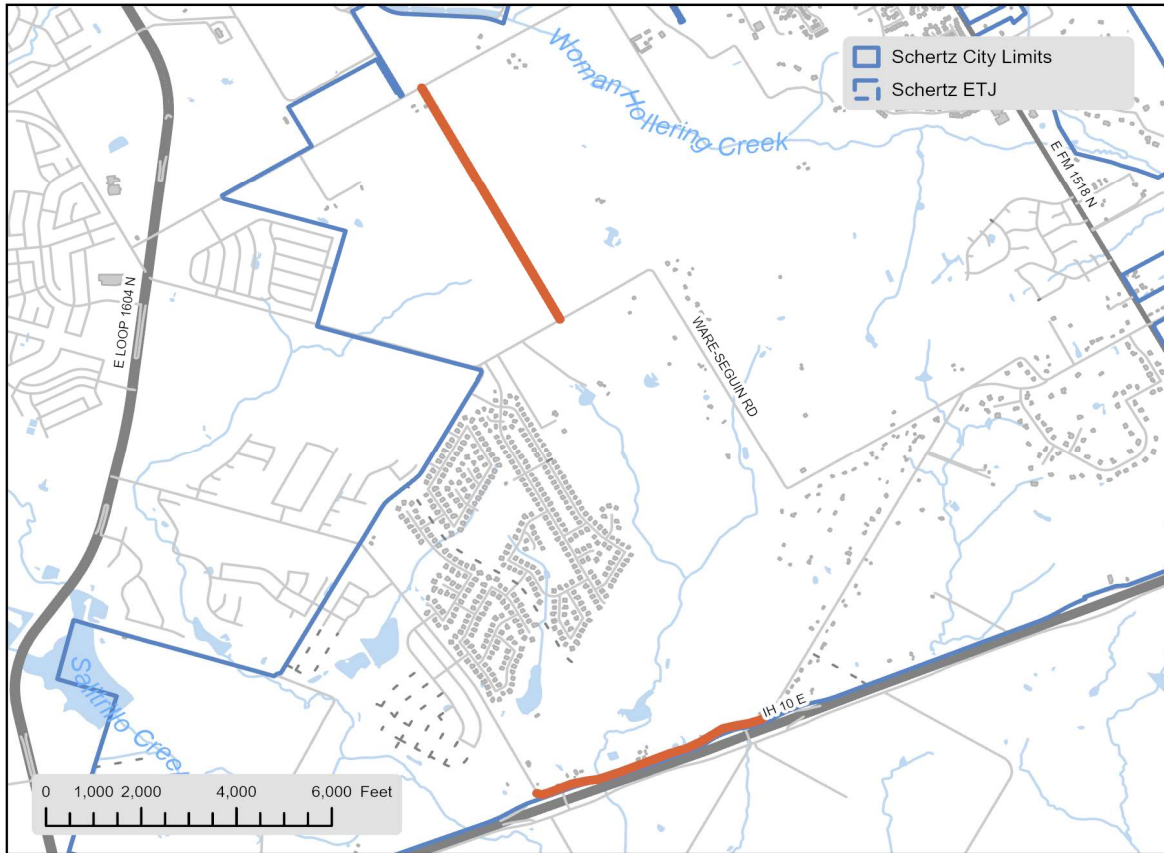 Woman Hollering Creek
Schertz City Limits
Schertz ETJ
E FM 1518 N
E LOOP 1604 N
WARE-SEGUIN RD
IH 10 E
Salitrillo Creek
0 1,000 2,000 4,000 6,000 Feet